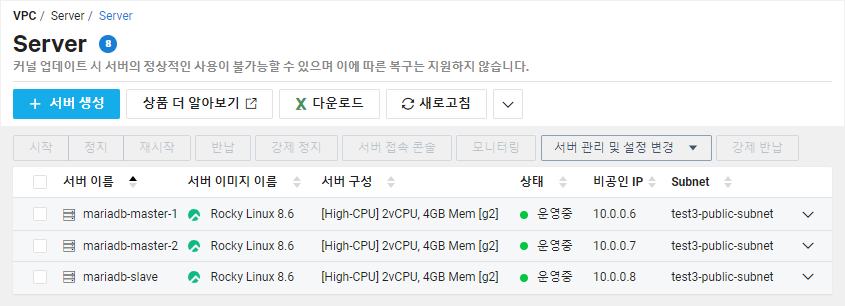 VPC / Server / Server
Server 8
커널 업데이트 시 서버의 정상적인 사용이 불가능할 수 있으며 이에 따른 복구는 지원하지 않습니다.
+ 서버 생성 상품 더 알아보기 X 다운로드 새로고침
시작 정지 재시작 반납 강제 정지 서버 접속 콘솔 모니터링 서버 관리 및 설정 변경 강제 반납
서버 이름 서버 이미지 이름 서버 구성 상태 비공인 IP Subnet
mariadb-master-1 Rocky Linux 8.6 [High-CPU] 2vCPU, 4GB Mem [g2] 운영중 10.0.0.6 test3-public-subnet
mariadb-master-2 Rocky Linux 8.6 [High-CPU] 2vCPU, 4GB Mem [g2] 운영중 10.0.0.7 test3-public-subnet
mariadb-slave Rocky Linux 8.6 [High-CPU] 2vCPU, 4GB Mem [g2] 운영중 10.0.0.8 test3-public-subnet